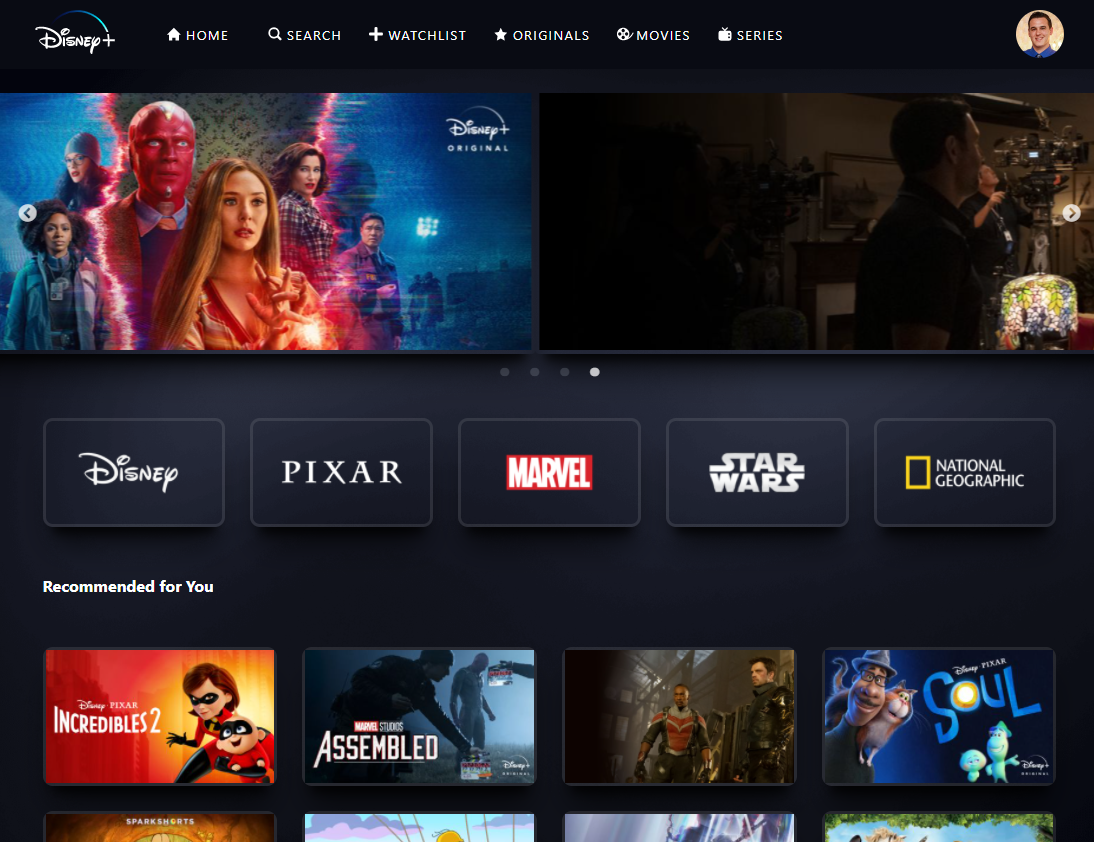 Disney+
HOME
SEARCH
WATCHLIST
ORIGINALS
MOVIES
SERIES
Disney+
ORIGINAL
Disney
PIXAR
MARVEL
STAR
WARS
NATIONAL
GEOGRAPHIC
Recommended for You
Disney · PIXAR
INCREDIBLES 2
MARVEL STUDIOS
ASSEMBLED
Disney+
ORIGINAL
Disney PIXAR
SOUL
Disney+
ORIGINAL
SPARKSHORTS